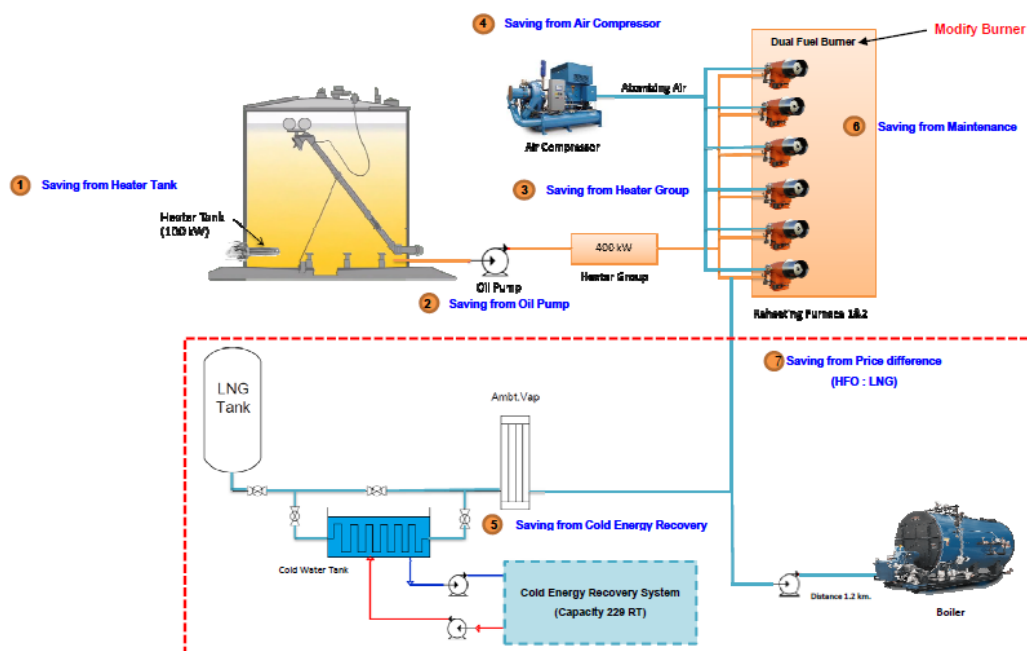 4 Saving from Air Compressor
Modify Burner
Dual Fuel Burner
Atomizing Air
Air Compressor
6 Saving from Maintenance
1 Saving from Heater Tank
3 Saving from Heater Group
Heater Tank
(100 kW)
400 kW
Oil Pump
Heater Group
2 Saving from Oil Pump
Reheating Furnace 1&2
7 Saving from Price difference
(HFO : LNG)
LNG
Tank
Ambt.Vap
5 Saving from Cold Energy Recovery
Cold Water Tank
Cold Energy Recovery System
(Capacity 229 RT)
Distance 1.2 km.
Boiler